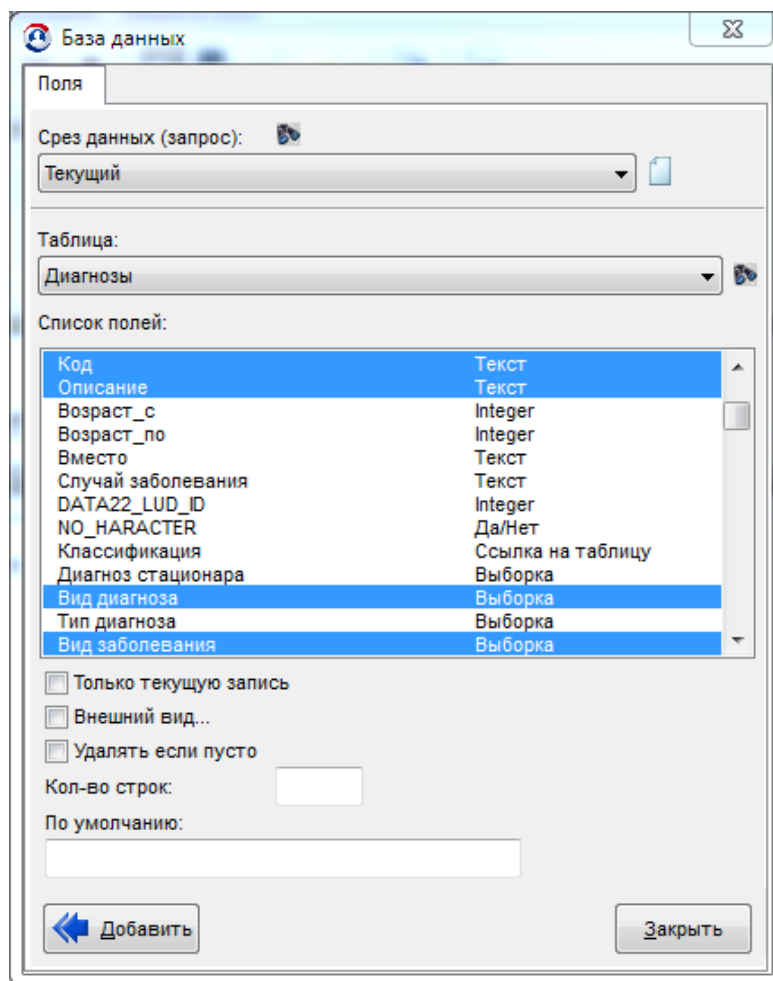 База данных
Поля
Срез данных (запрос):
Текущий
Таблица:
Диагнозы
Список полей:
Код Текст
Описание Текст
Возраст_с Integer
Возраст_по Integer
Вместо Текст
Случай заболевания Текст
DATA22_LUD_ID Integer
NO_HARACTER Да/Нет
Классификация Ссылка на таблицу
Диагноз стационара Выборка
Вид диагноза Выборка
Тип диагноза Выборка
Вид заболевания Выборка
Только текущую запись
Внешний вид...
Удалять если пусто
Кол-во строк:
По умолчанию:
Добавить Закрыть